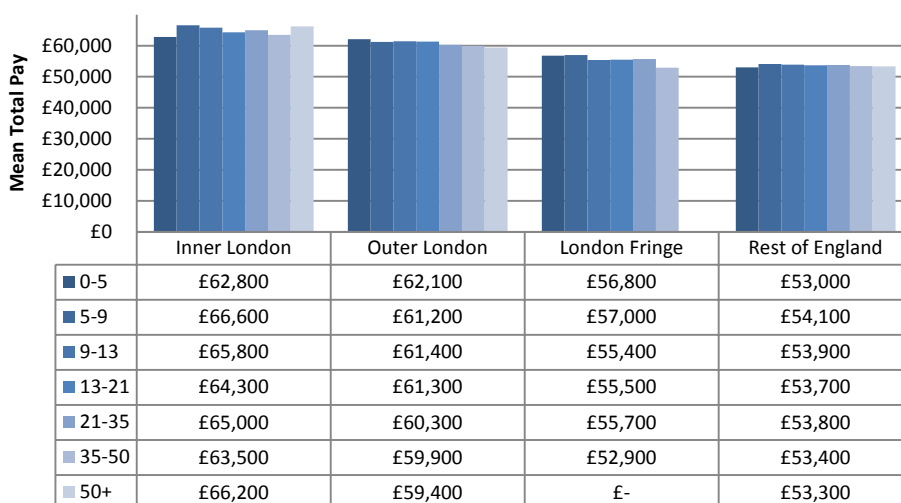 Mean Total Pay
£60,000
£50,000
£40,000
£30,000
£20,000
£10,000
£0
Inner London Outer London London Fringe Rest of England
0-5 £62,800 £62,100 £56,800 £53,000
5-9 £66,600 £61,200 £57,000 £54,100
9-13 £65,800 £61,400 £55,400 £53,900
13-21 £64,300 £61,300 £55,500 £53,700
21-35 £65,000 £60,300 £55,700 £53,800
35-50 £63,500 £59,900 £52,900 £53,400
50+ £66,200 £59,400 £- £53,300